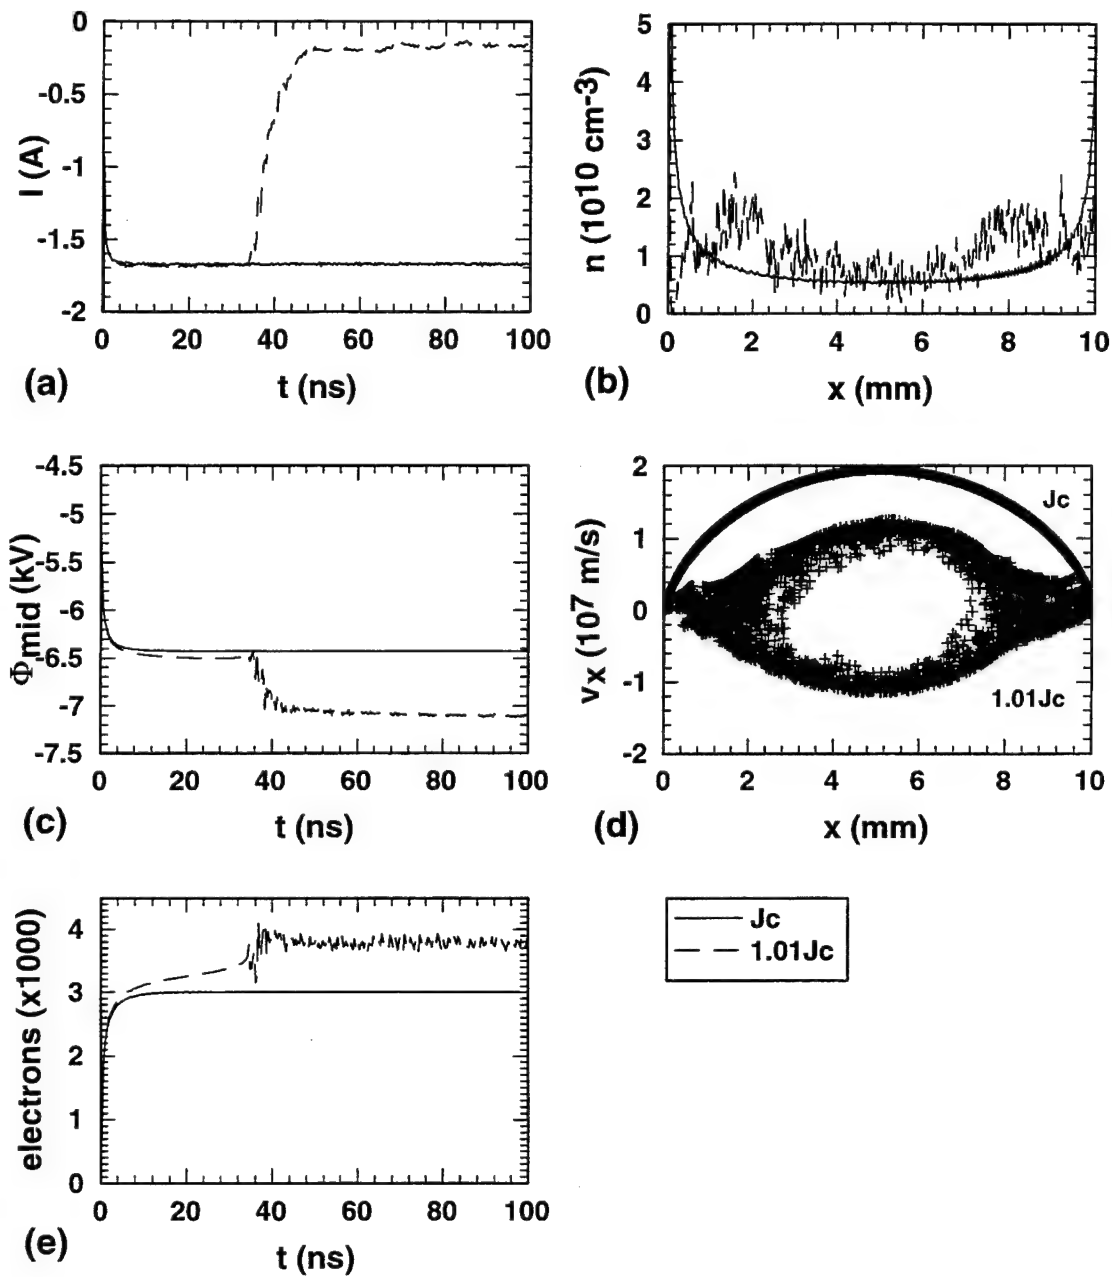 0
-0.5
-1
-1.5
-2
I (A)
0 20 40 60 80 100
t (ns)
(a)
5
4
3
2
1
0
n (10^10 cm-3)
0 2 4 6 8 10
x (mm)
(b)
-4.5
-5
-5.5
-6
-6.5
-7
-7.5
Φmid (kV)
0 20 40 60 80 100
t (ns)
(c)
2
1
0
-1
-2
vx (10^7 m/s)
Jc
1.01Jc
0 2 4 6 8 10
x (mm)
(d)
4
3
2
1
0
electrons (x1000)
0 20 40 60 80 100
t (ns)
(e)
Jc
1.01Jc